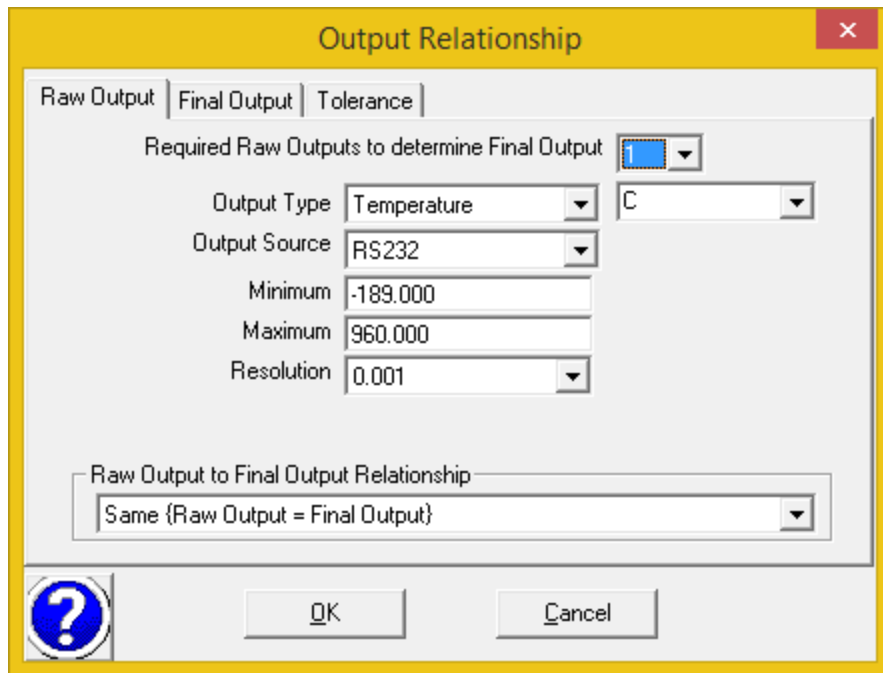 Output Relationship
Raw Output Final Output Tolerance
Required Raw Outputs to determine Final Output 1
Output Type Temperature C
Output Source RS232
Minimum -189.000
Maximum 960.000
Resolution 0.001
Raw Output to Final Output Relationship
Same {Raw Output = Final Output}
? OK Cancel